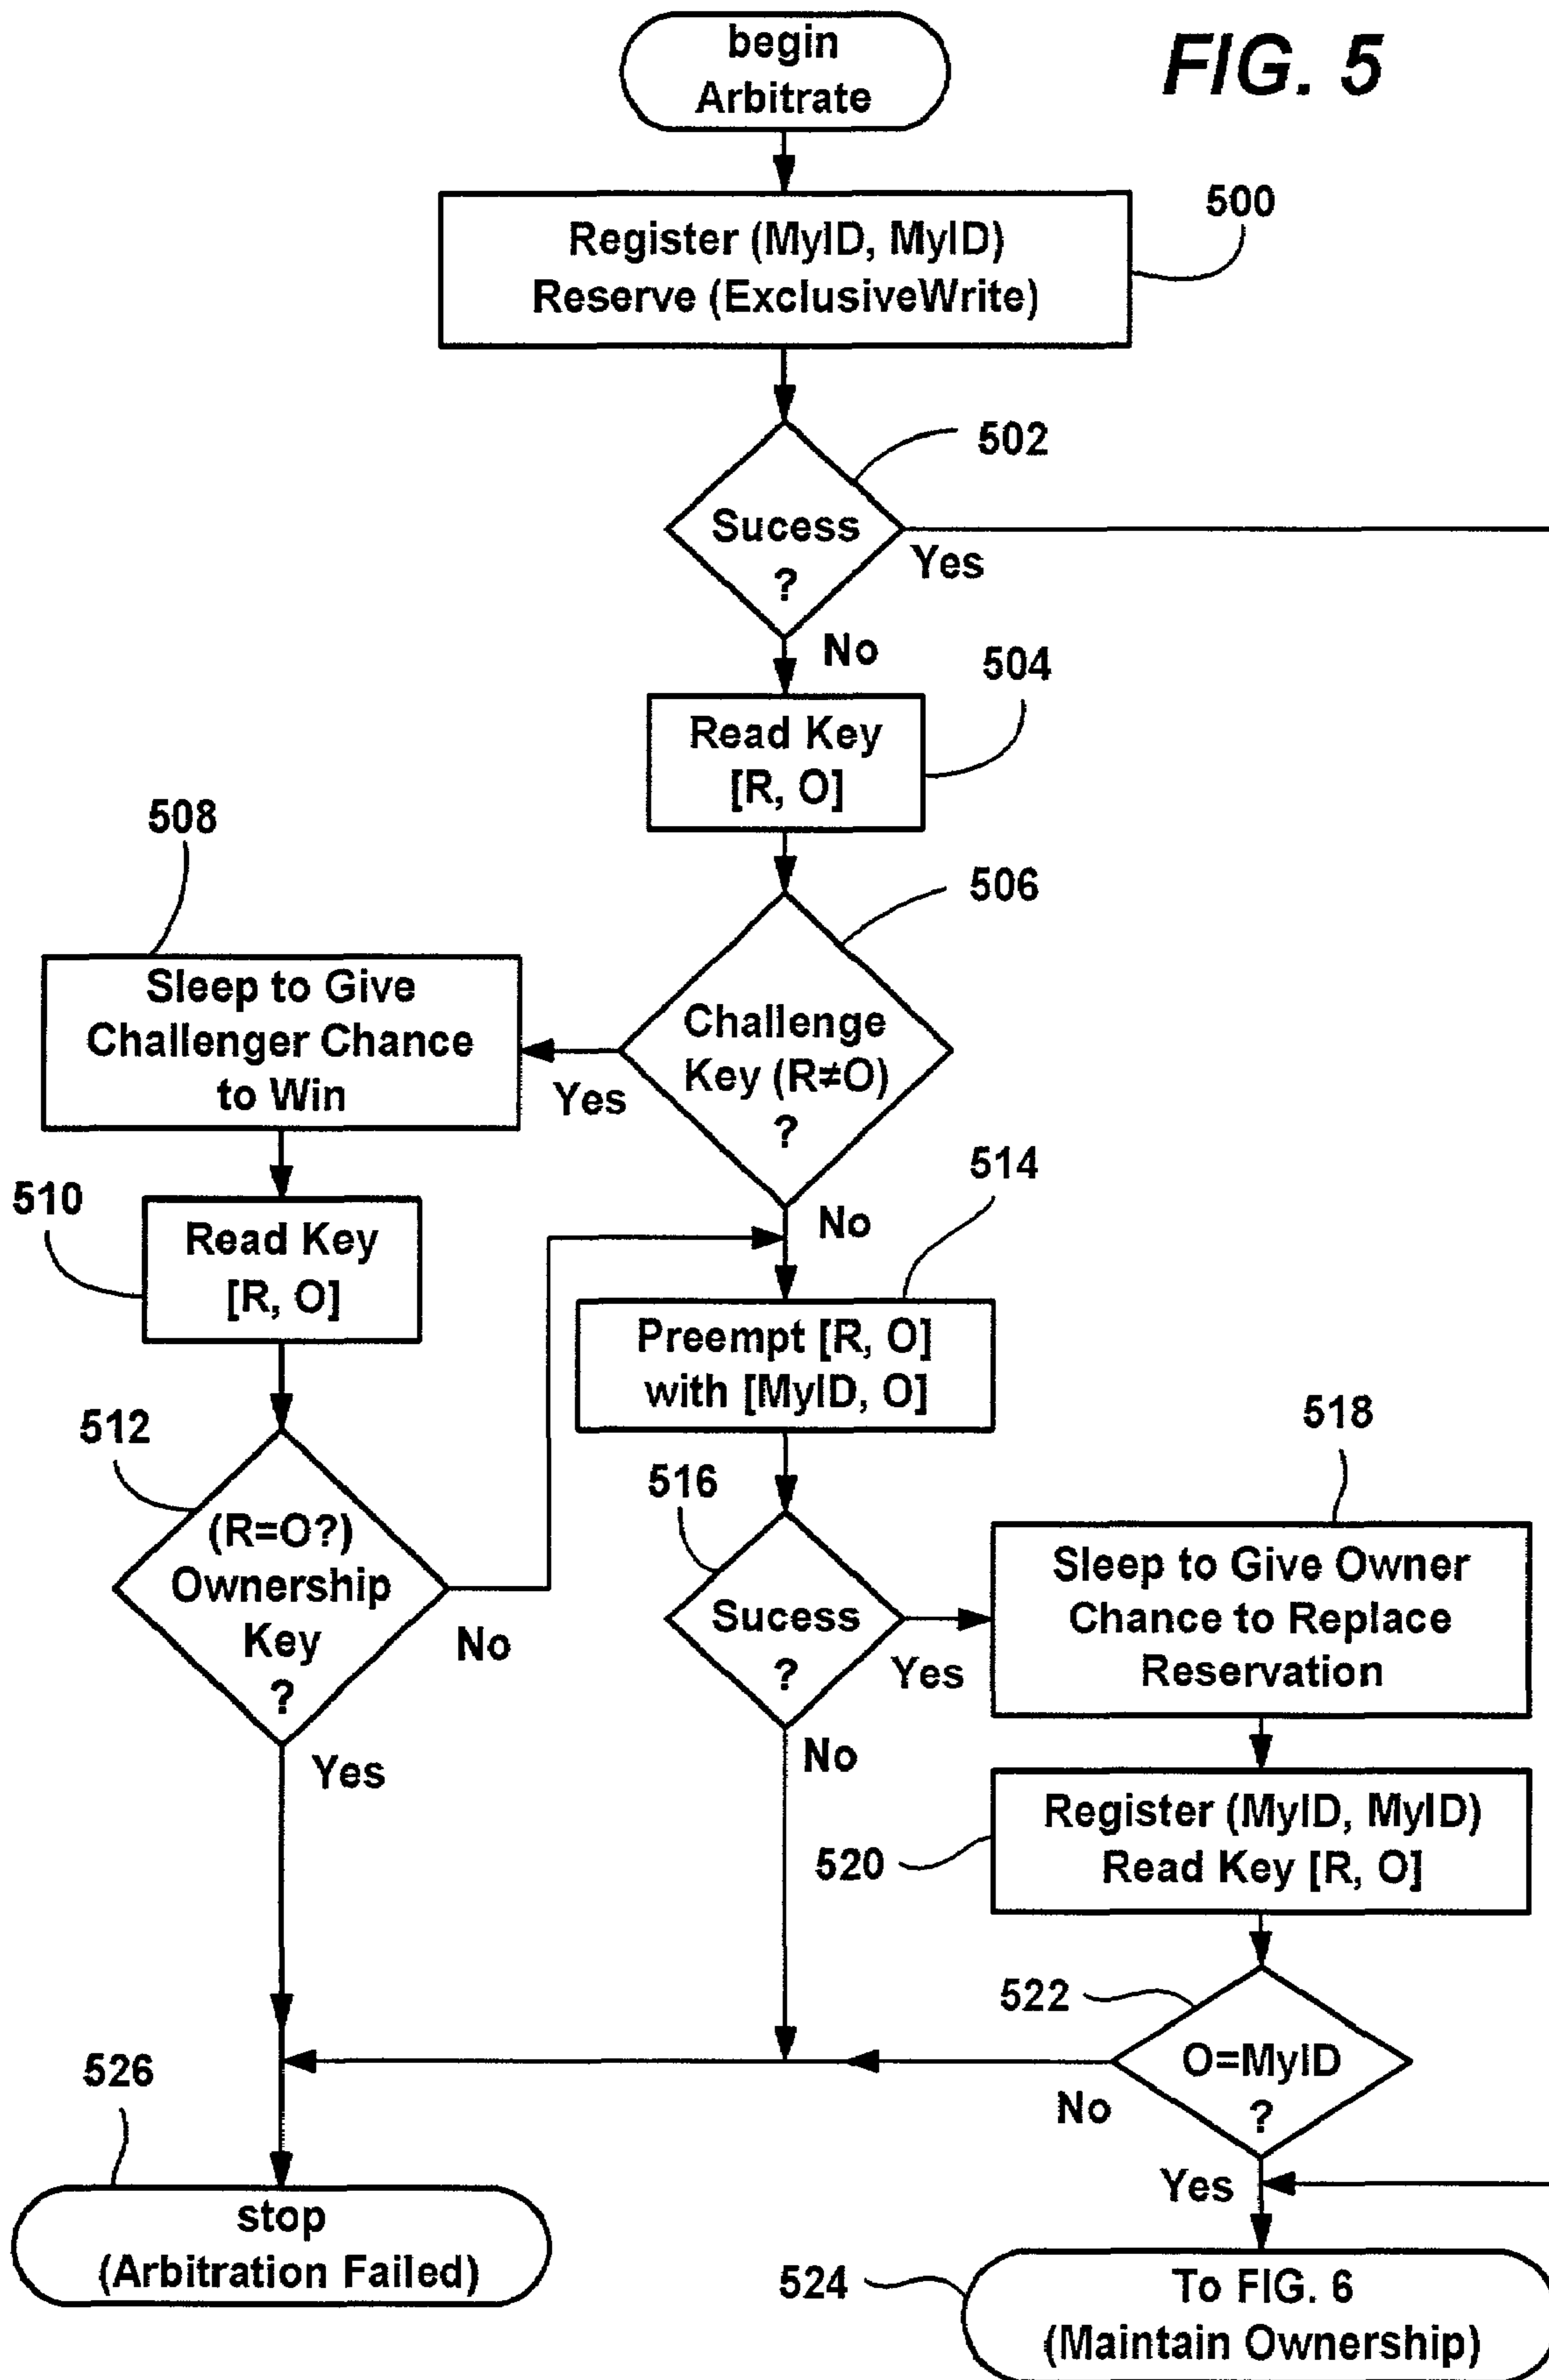 FIG. 5
begin
Arbitrate
500
Register (MyID, MyID)
Reserve (ExclusiveWrite)
502
Sucess
?
Yes
No
504
Read Key
[R, O]
506
508
Sleep to Give
Challenger Chance
to Win
Challenge
Key (R≠O)
?
Yes
No
510
Read Key
[R, O]
514
Preempt [R, O]
with [MyID, O]
512
(R=O?)
Ownership
Key
?
No
Yes
516
Sucess
?
Yes
No
518
Sleep to Give Owner
Chance to Replace
Reservation
520
Register (MyID, MyID)
Read Key [R, O]
522
O=MyID
?
No
Yes
526
stop
(Arbitration Failed)
524
To FIG. 6
(Maintain Ownership)